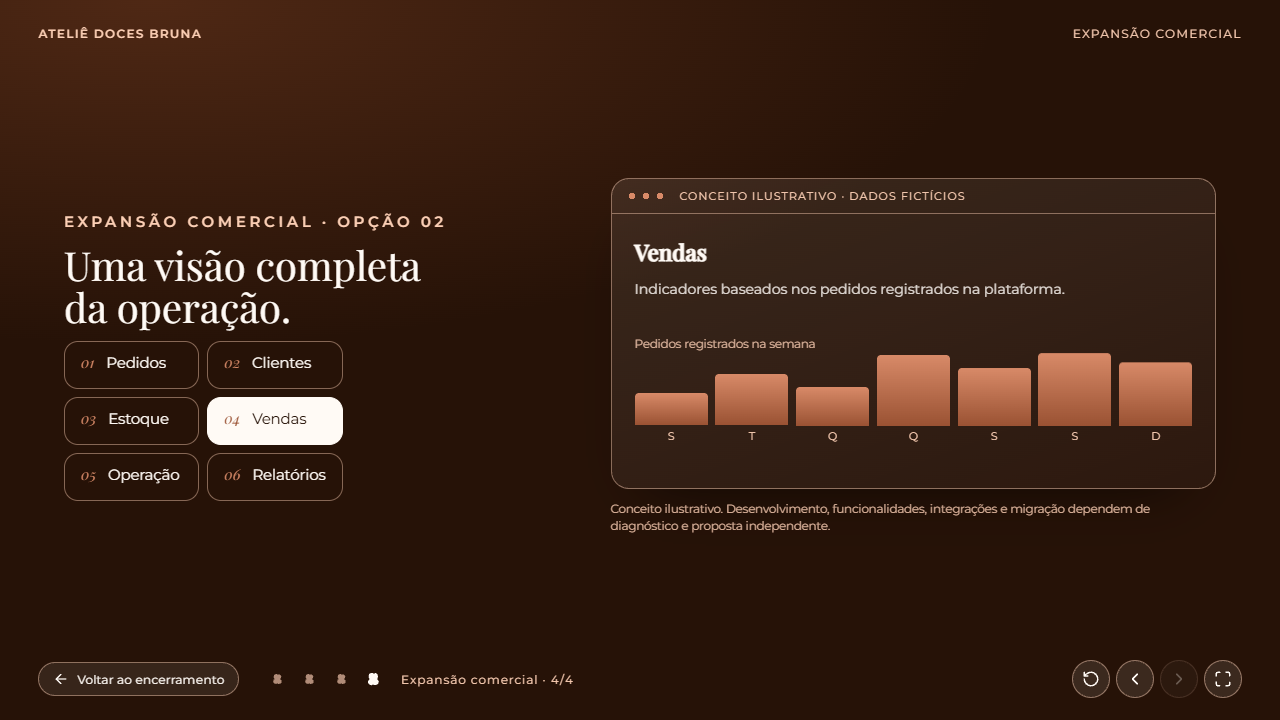 ATELIÊ DOCES BRUNA
EXPANSÃO COMERCIAL
EXPANSÃO COMERCIAL · OPÇÃO 02
Uma visão completa
da operação.
01 Pedidos
02 Clientes
03 Estoque
04 Vendas
05 Operação
06 Relatórios
CONCEITO ILUSTRATIVO · DADOS FICTÍCIOS
Vendas
Indicadores baseados nos pedidos registrados na plataforma.
Pedidos registrados na semana
S T Q Q S S D
Conceito ilustrativo. Desenvolvimento, funcionalidades, integrações e migração dependem de
diagnóstico e proposta independente.
Voltar ao encerramento
Expansão comercial · 4/4